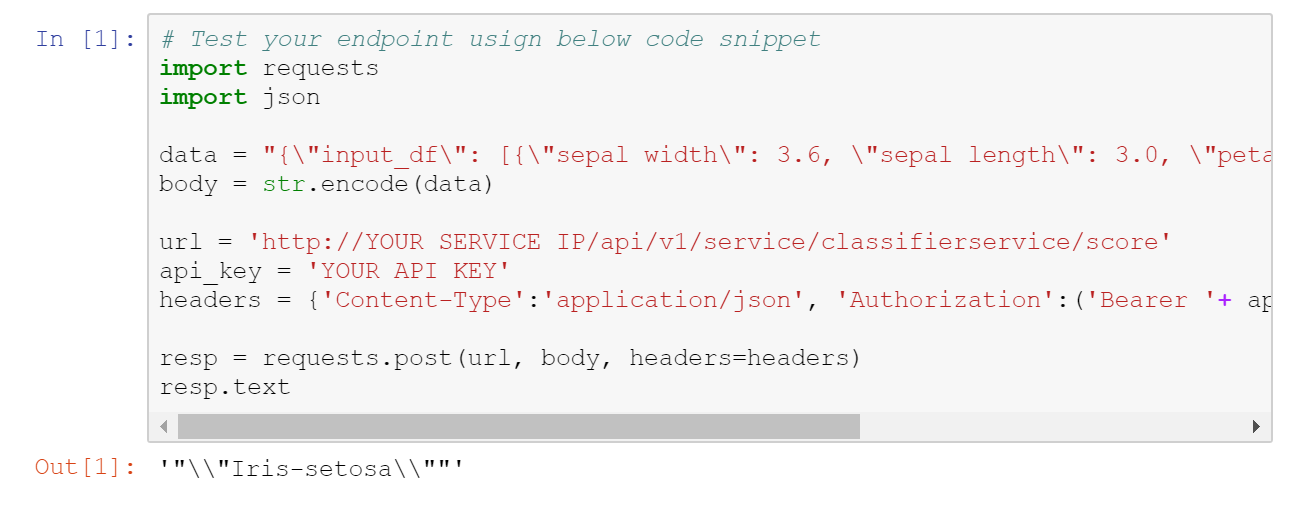 In [1]: # Test your endpoint usign below code snippet
import requests
import json
data = "{\"input_df\": [{\"sepal width\": 3.6, \"sepal length\": 3.0, \"peta
body = str.encode(data)
url = 'http://YOUR SERVICE IP/api/v1/service/classifierservice/score'
api_key = 'YOUR API KEY'
headers = {'Content-Type':'application/json', 'Authorization':('Bearer '+ ap
resp = requests.post(url, body, headers=headers)
resp.text
Out[1]: '"\\"Iris-setosa\\""'